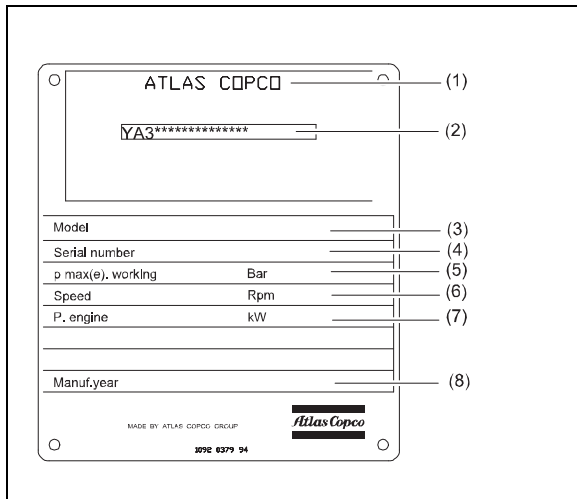 ATLAS COPCO (1)
YA3************** (2)
Model (3)
Serial number (4)
p max(e). working Bar (5)
Speed Rpm (6)
P. engine kW (7)
Manuf.year (8)
MADE BY ATLAS COPCO GROUP Atlas Copco
1092 0379 94